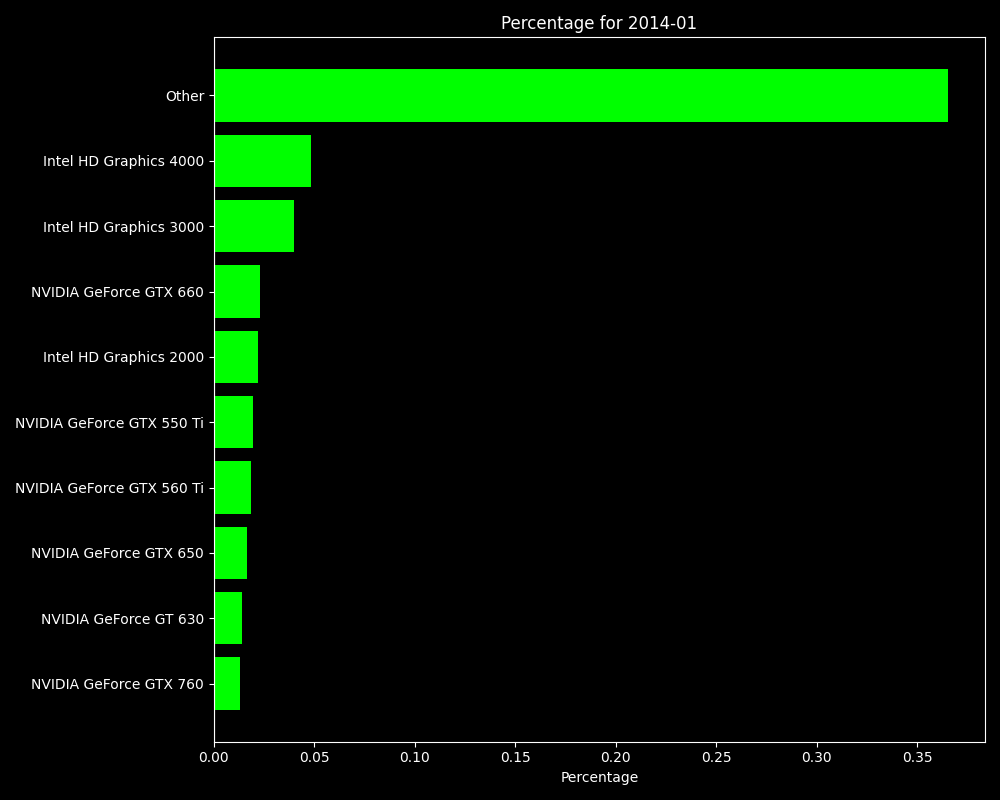 Percentage for 2014-01
Other
Intel HD Graphics 4000
Intel HD Graphics 3000
NVIDIA GeForce GTX 660
Intel HD Graphics 2000
NVIDIA GeForce GTX 550 Ti
NVIDIA GeForce GTX 560 Ti
NVIDIA GeForce GTX 650
NVIDIA GeForce GT 630
NVIDIA GeForce GTX 760
0.00 0.05 0.10 0.15 0.20 0.25 0.30 0.35
Percentage